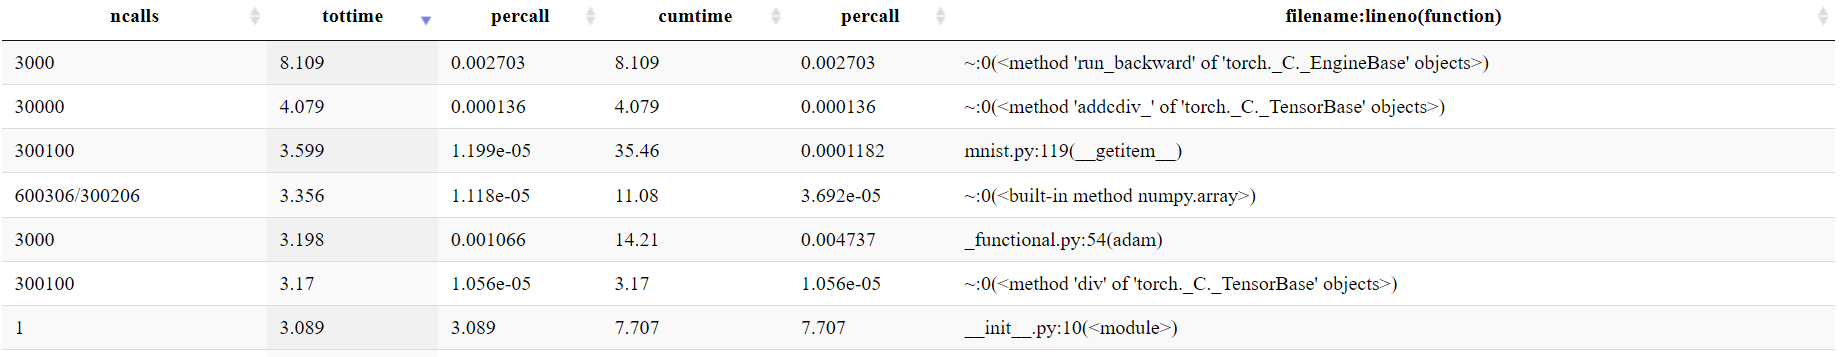 ncalls tottime percall cumtime percall filename:lineno(function)
3000 8.109 0.002703 8.109 0.002703 ~:0(<method 'run_backward' of 'torch._C._EngineBase' objects>)
30000 4.079 0.000136 4.079 0.000136 ~:0(<method 'addcdiv_' of 'torch._C._TensorBase' objects>)
300100 3.599 1.199e-05 35.46 0.0001182 mnist.py:119(__getitem__)
600306/300206 3.356 1.118e-05 11.08 3.692e-05 ~:0(<built-in method numpy.array>)
3000 3.198 0.001066 14.21 0.004737 _functional.py:54(adam)
300100 3.17 1.056e-05 3.17 1.056e-05 ~:0(<method 'div' of 'torch._C._TensorBase' objects>)
1 3.089 3.089 7.707 7.707 __init__.py:10(<module>)